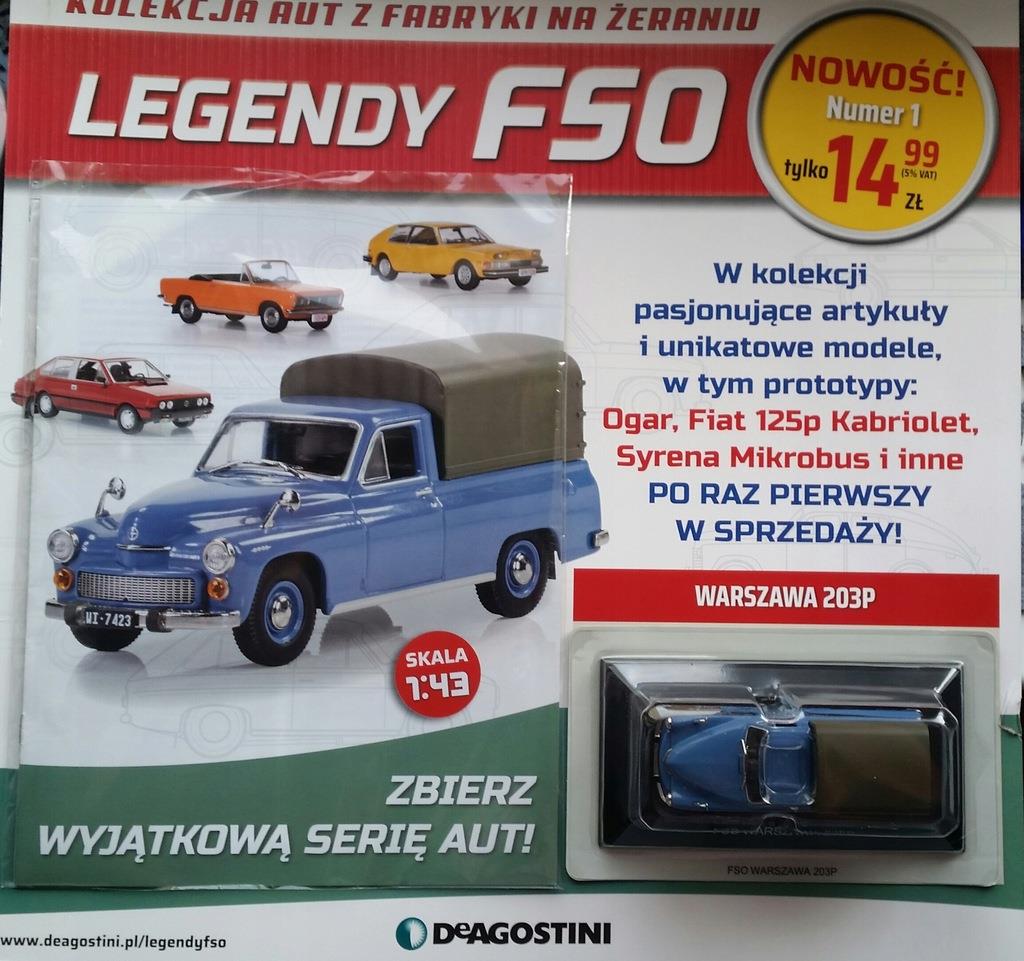 KOLEKCJA AUT Z FABRYKI NA ŻERANIU
LEGENDY FSO
NOWOŚĆ!
Numer 1
tylko 14 99 (5% VAT) ZŁ
W kolekcji
pasjonujące artykuły
i unikatowe modele,
w tym prototypy:
Ogar, Fiat 125p Kabriolet,
Syrena Mikrobus i inne
PO RAZ PIERWSZY
W SPRZEDAŻY!
WARSZAWA 203P
WI-7423
SKALA
1:43
ZBIERZ
WYJĄTKOWĄ SERIĘ AUT!
FSO WARSZAWA
FSO WARSZAWA 203P
www.deagostini.pl/legendyfso
DeAGOSTINI